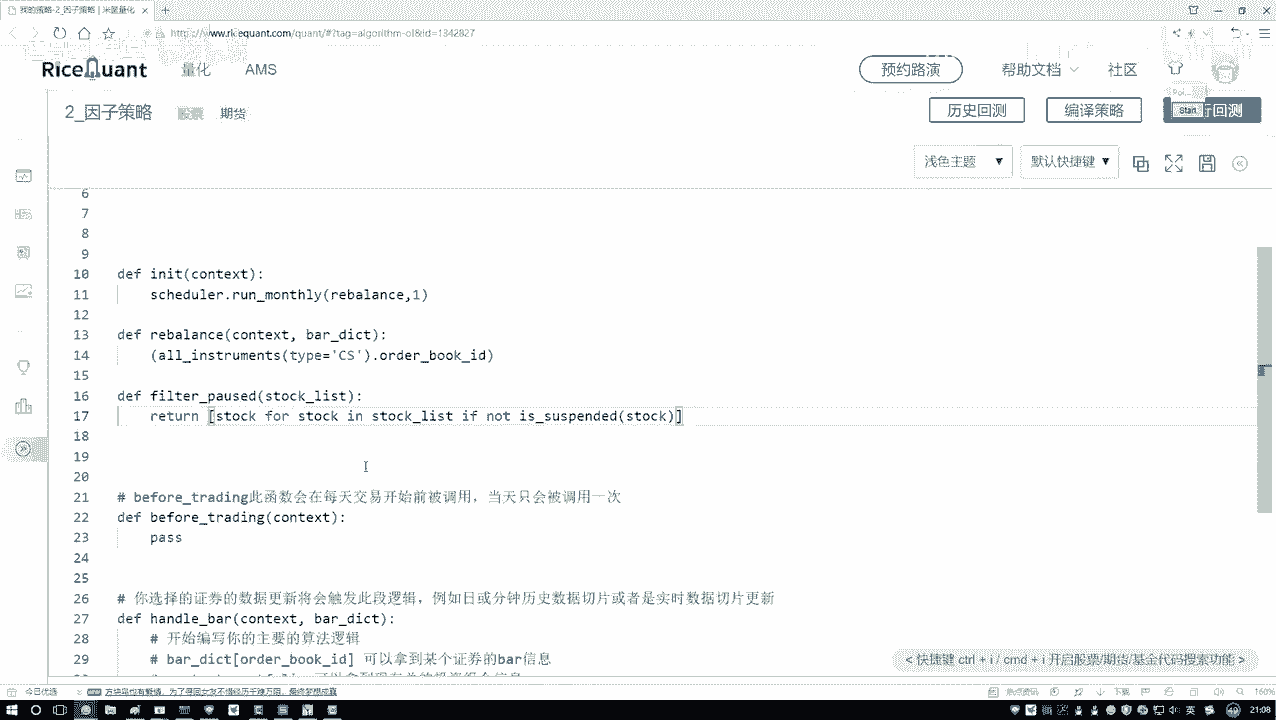 我的策略-2_因子策略 | 米筐量化
http://www.ricequant.com/quant/#?tag=algorithm-ol&id=1342827
RiceQuant 量化 AMS 预约路演 帮助文档 社区
2_因子策略 股票 期货 历史回测 编译策略 行回测
Start
浅色主题 ▼ 默认快捷键 ▼
6
7
8
9
10 def init(context):
11 scheduler.run_monthly(rebalance,1)
12
13 def rebalance(context, bar_dict):
14 (all_instruments(type='CS').order_book_id)
15
16 def filter_paused(stock_list):
17 return [stock for stock in stock_list if not is_suspended(stock)]
18
19
20
21 # before_trading此函数会在每天交易开始前被调用，当天只会被调用一次
22 def before_trading(context):
23 pass
24
25
26 # 你选择的证券的数据更新将会触发此段逻辑，例如日或分钟历史数据切片或者是实时数据切片更新
27 def handle_bar(context, bar_dict):
28 # 开始编写你的主要的算法逻辑
29 # bar_dict[order_book_id] 可以拿到某个证券的bar信息
< 快捷键 ctrl + i / cmd + i 开启股票/期货/基金代码搜索功能 >
今日优选
下载
160%
英
21:08